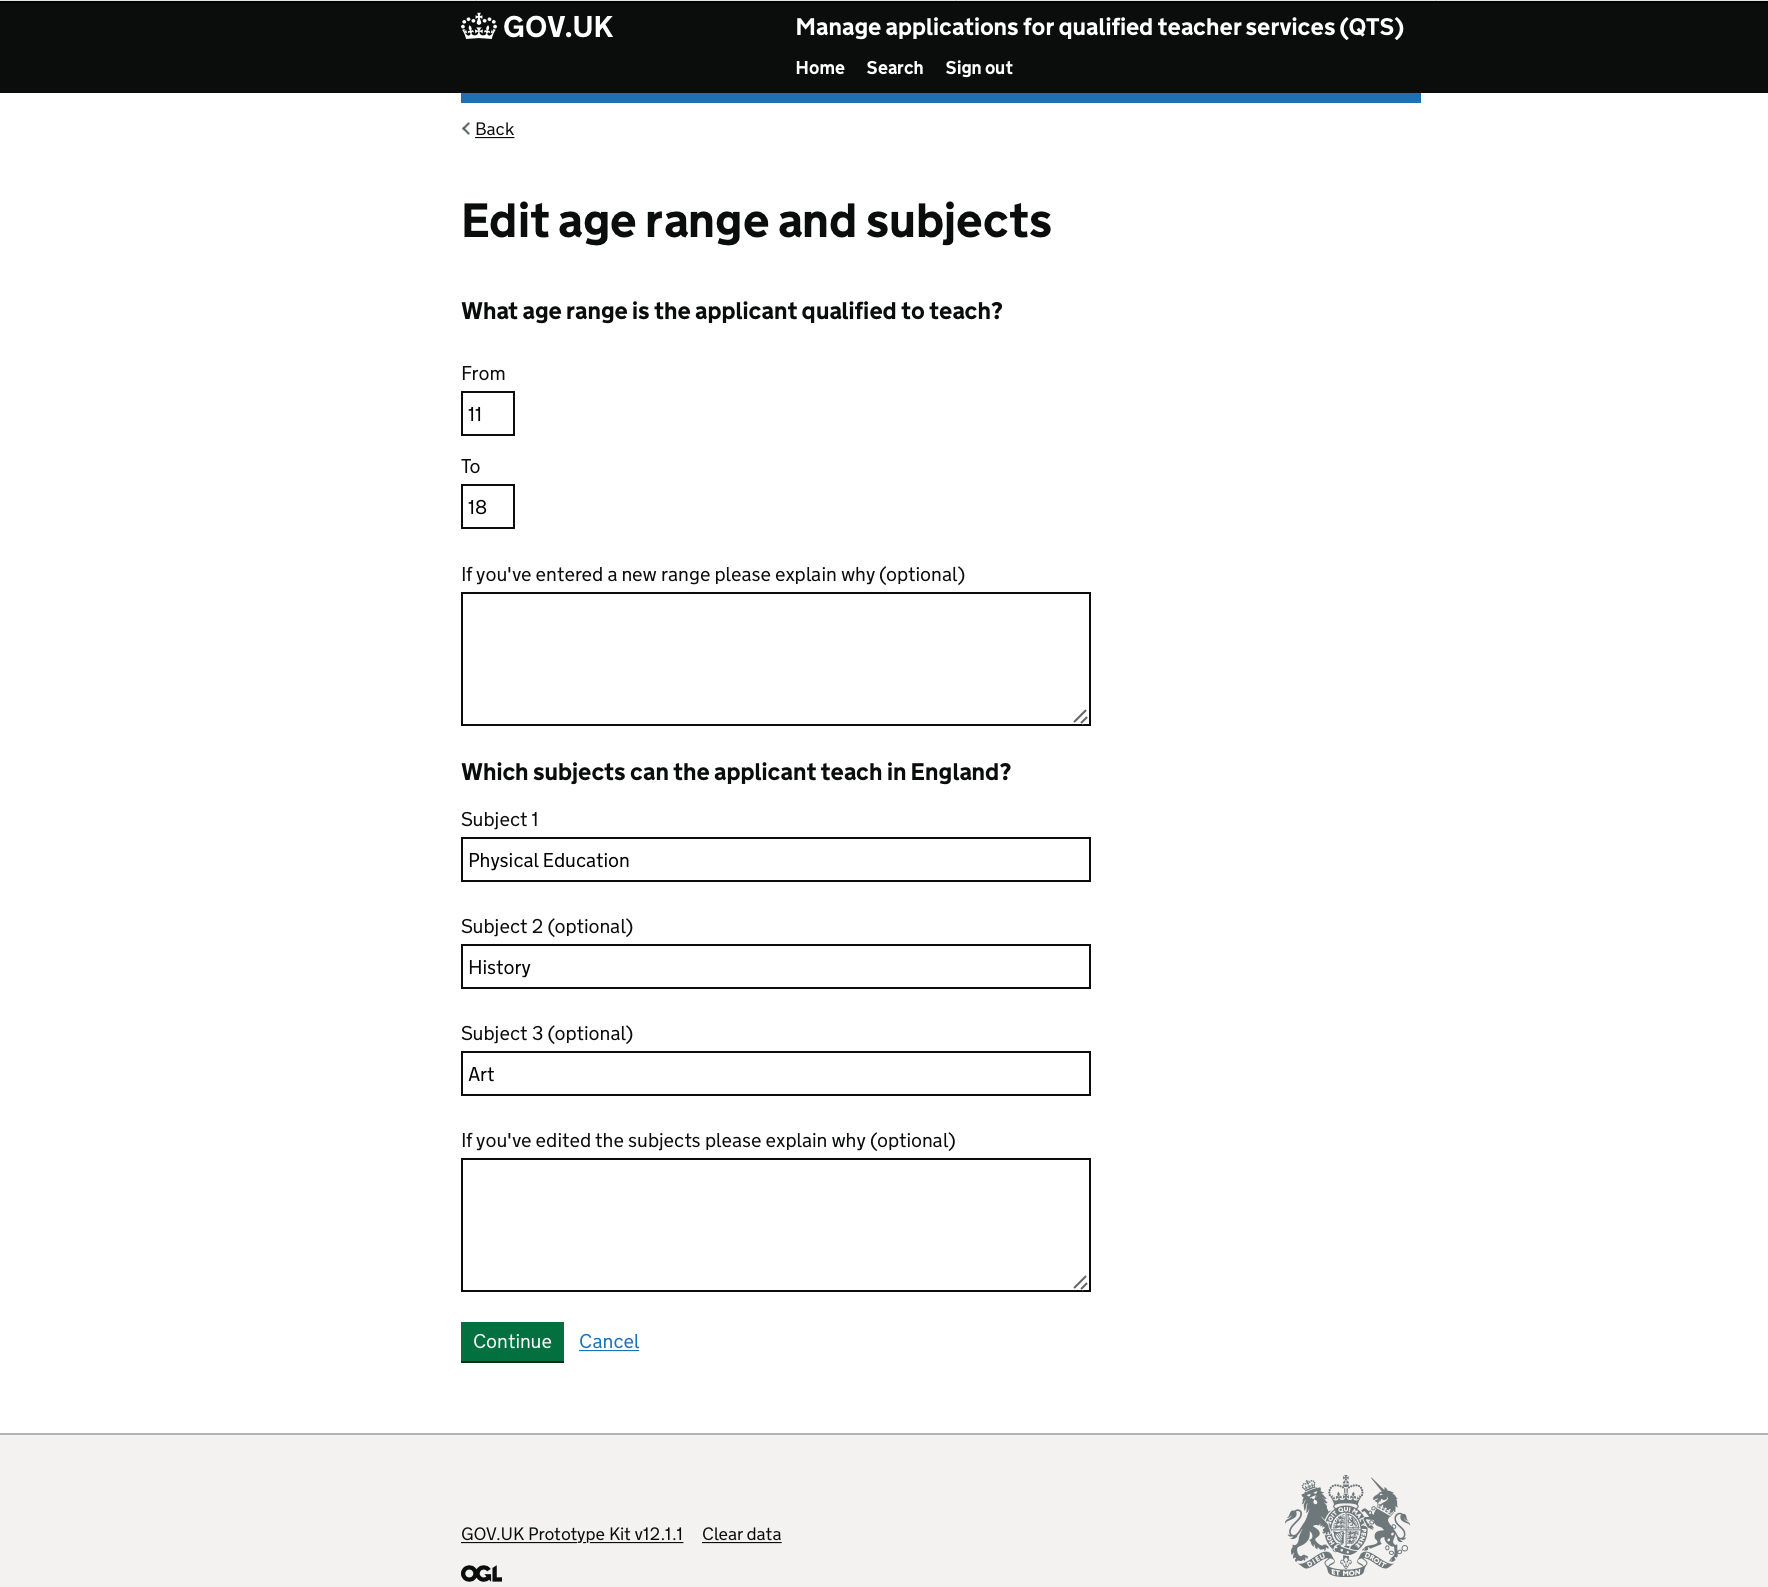 GOV.UK
Manage applications for qualified teacher services (QTS)
Home Search Sign out
Back
Edit age range and subjects
What age range is the applicant qualified to teach?
From
11
To
18
If you've entered a new range please explain why (optional)
Which subjects can the applicant teach in England?
Subject 1
Physical Education
Subject 2 (optional)
History
Subject 3 (optional)
Art
If you've edited the subjects please explain why (optional)
Continue Cancel
GOV.UK Prototype Kit v12.1.1 Clear data
OGL
DIEU ET MON DROIT